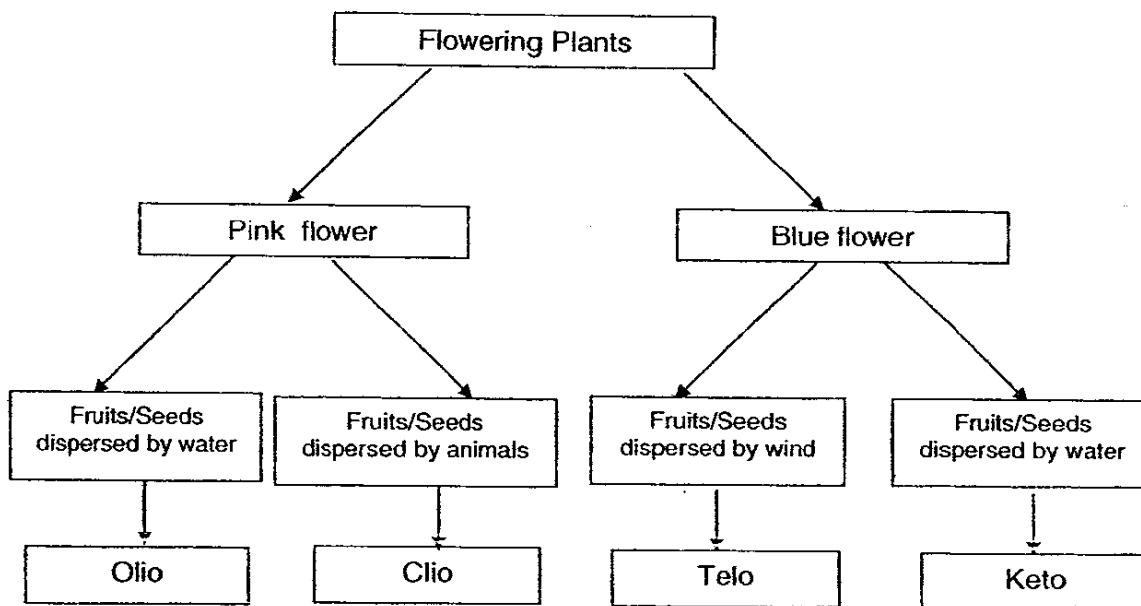 Flowering Plants
Pink flower
Blue flower
Fruits/Seeds
dispersed by water
Fruits/Seeds
dispersed by animals
Fruits/Seeds
dispersed by wind
Fruits/Seeds
dispersed by water
Olio
Clio
Telo
Keto